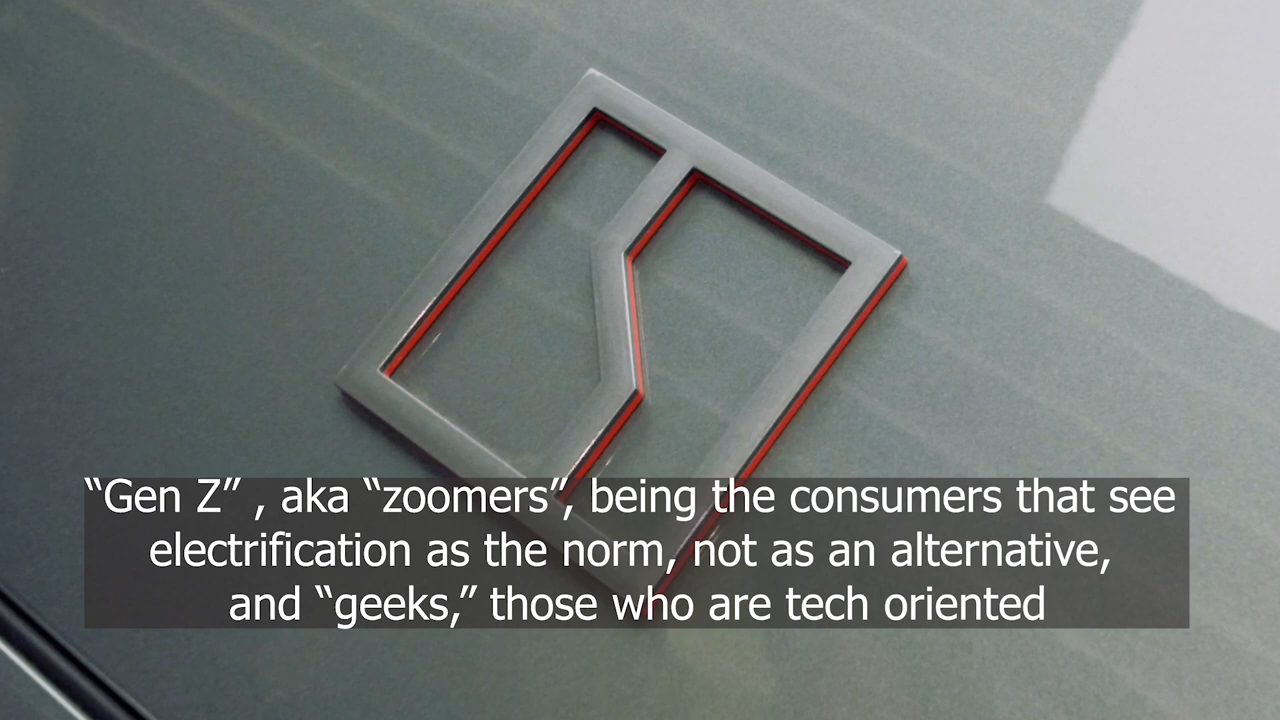 “Gen Z” , aka “zoomers”, being the consumers that see
electrification as the norm, not as an alternative,
and “geeks,” those who are tech oriented